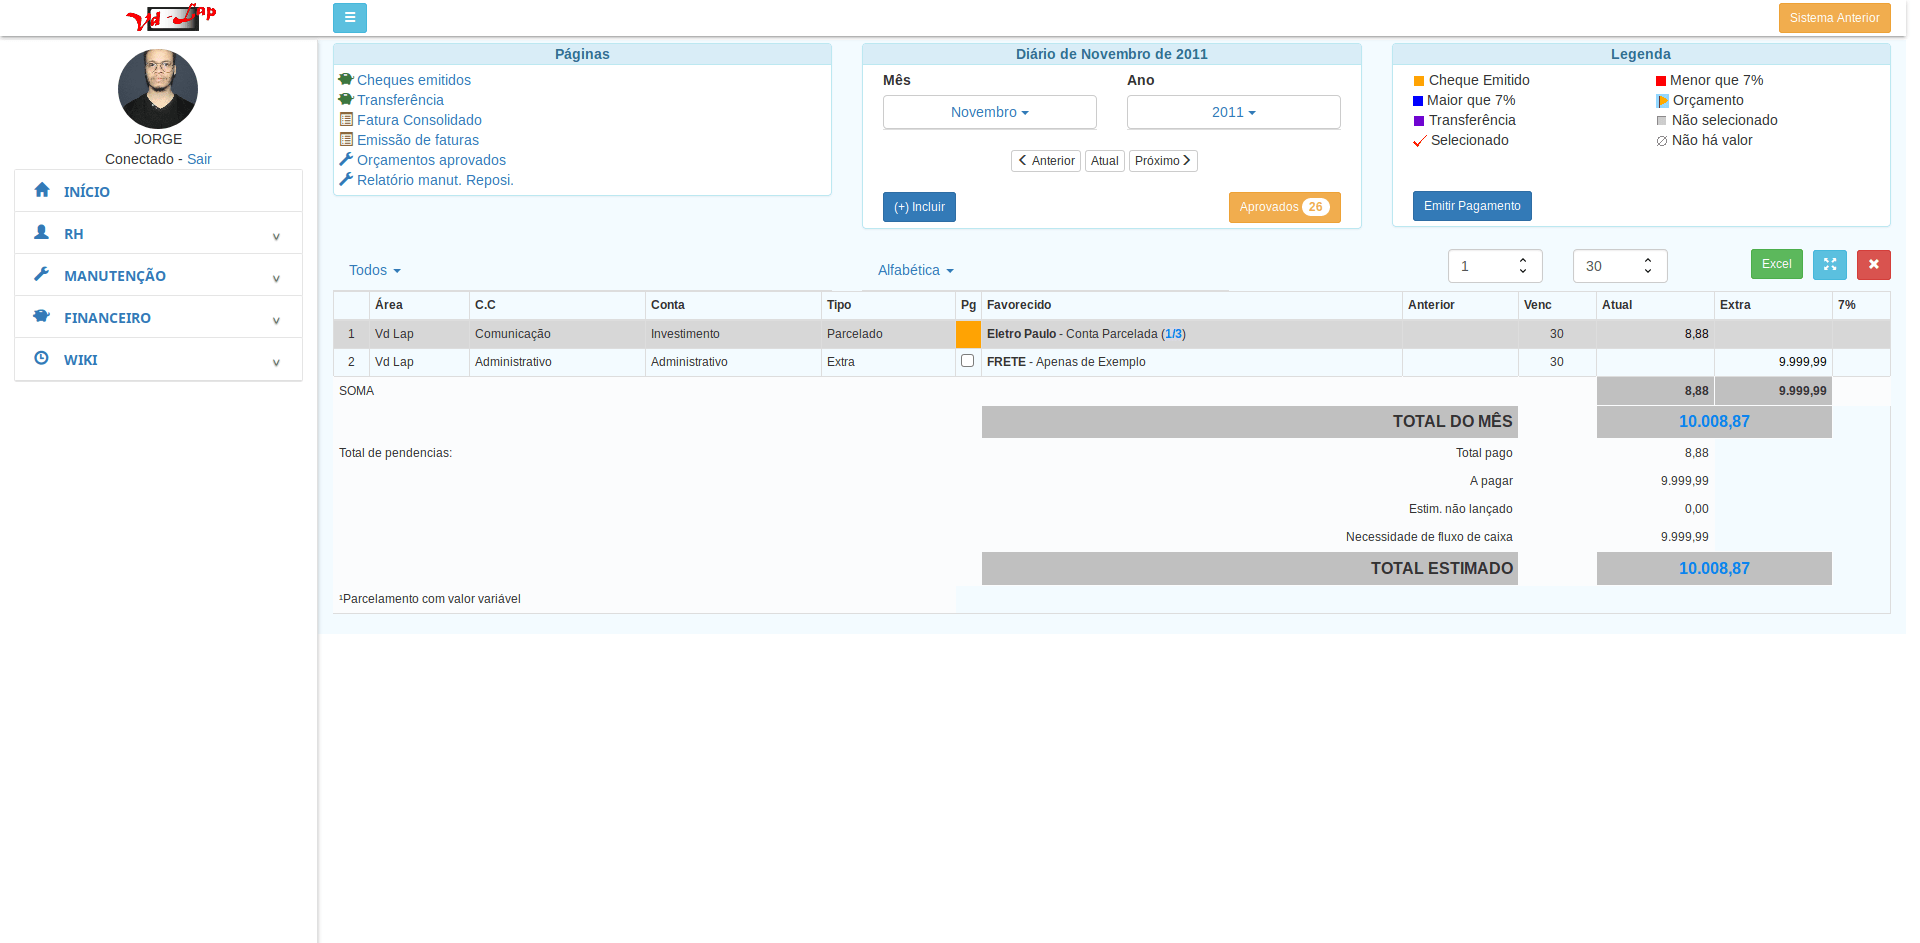 Vd-Lap
Sistema Anterior
JORGE
Conectado - Sair
INÍCIO
RH
MANUTENÇÃO
FINANCEIRO
WIKI
Páginas
Cheques emitidos
Transferência
Fatura Consolidado
Emissão de faturas
Orçamentos aprovados
Relatório manut. Reposi.
Diário de Novembro de 2011
Mês Ano
Novembro 2011
Anterior Atual Próximo
(+) Incluir Aprovados 26
Legenda
Cheque Emitido Menor que 7%
Maior que 7% Orçamento
Transferência Não selecionado
Selecionado Não há valor
Emitir Pagamento
Todos Alfabética 1 30 Excel
Área C.C Conta Tipo Pg Favorecido Anterior Venc Atual Extra 7%
1 Vd Lap Comunicação Investimento Parcelado Eletro Paulo - Conta Parcelada (1/3) 30 8,88
2 Vd Lap Administrativo Administrativo Extra FRETE - Apenas de Exemplo 30 9.999,99
SOMA 8,88 9.999,99
TOTAL DO MÊS 10.008,87
Total de pendencias: Total pago 8,88
A pagar 9.999,99
Estim. não lançado 0,00
Necessidade de fluxo de caixa 9.999,99
TOTAL ESTIMADO 10.008,87
¹Parcelamento com valor variável